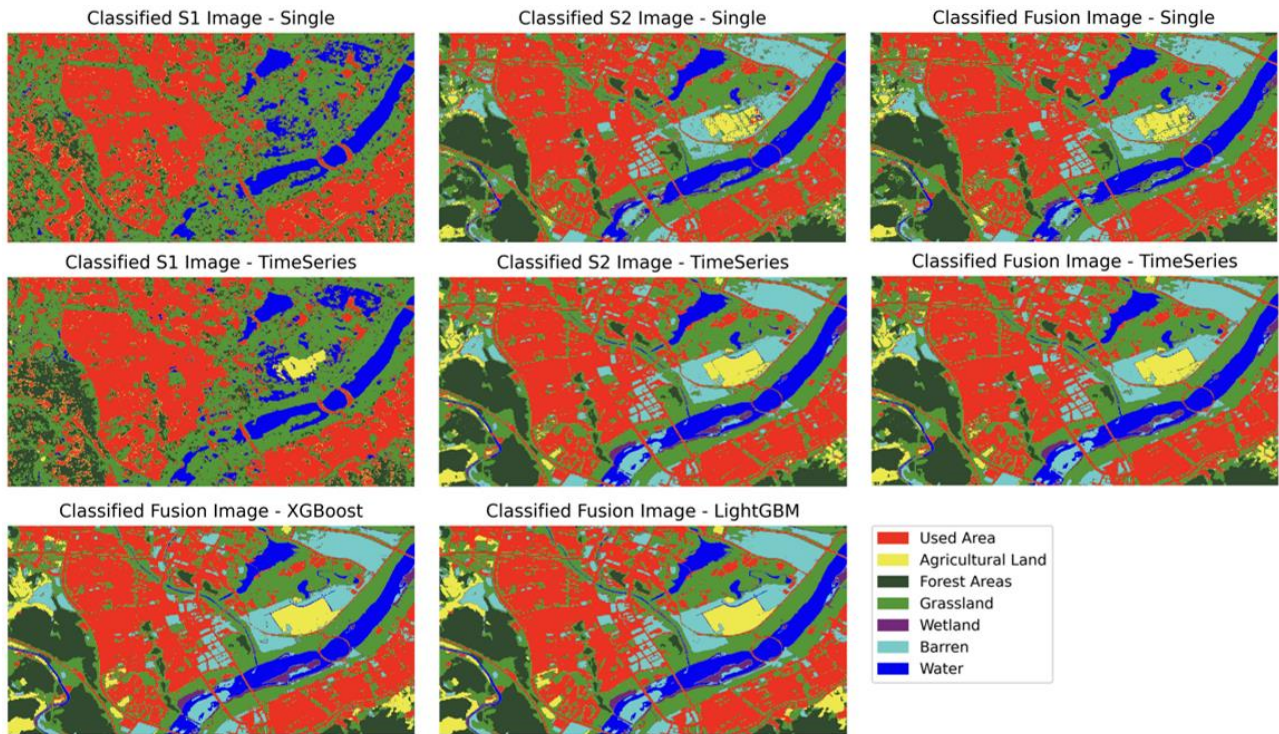 Classified S1 Image - Single
Classified S2 Image - Single
Classified Fusion Image - Single
Classified S1 Image - TimeSeries
Classified S2 Image - TimeSeries
Classified Fusion Image - TimeSeries
Classified Fusion Image - XGBoost
Classified Fusion Image - LightGBM
Used Area
Agricultural Land
Forest Areas
Grassland
Wetland
Barren
Water